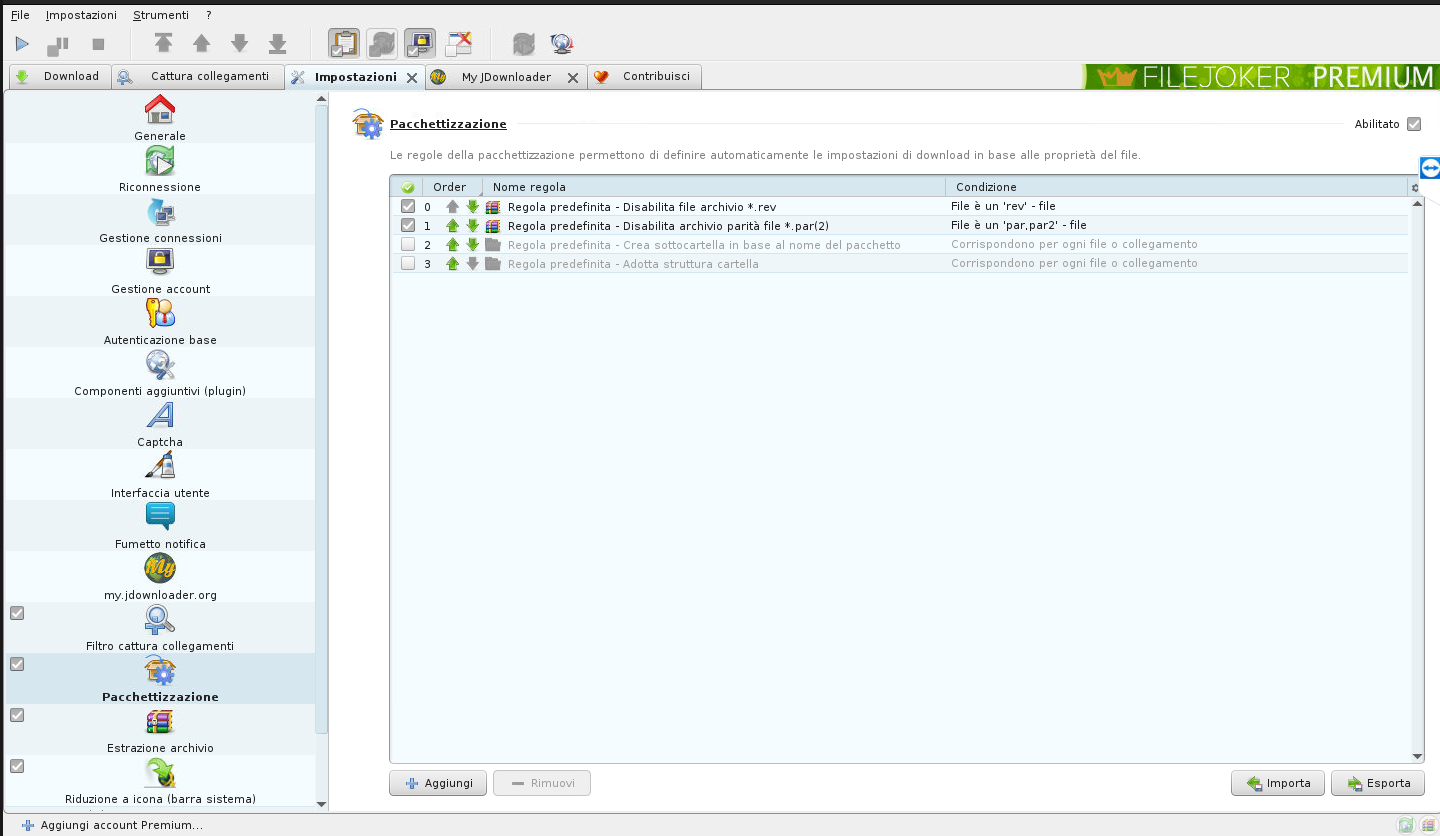 File Impostazioni Strumenti ?
Download Cattura collegamenti Impostazioni My My JDownloader Contribuisci FILEJOKER PREMIUM
Generale
Riconnessione
Gestione connessioni
Gestione account
Autenticazione base
Componenti aggiuntivi (plugin)
Captcha
Interfaccia utente
Fumetto notifica
My
my.jdownloader.org
Filtro cattura collegamenti
Pacchettizzazione
Estrazione archivio
Riduzione a icona (barra sistema)
Pacchettizzazione Abilitato
Le regole della pacchettizzazione permettono di definire automaticamente le impostazioni di download in base alle proprietà del file.
Order Nome regola Condizione
0 Regola predefinita - Disabilita file archivio *.rev File è un 'rev' - file
1 Regola predefinita - Disabilita archivio parità file *.par(2) File è un 'par,par2' - file
2 Regola predefinita - Crea sottocartella in base al nome del pacchetto Corrispondono per ogni file o collegamento
3 Regola predefinita - Adotta struttura cartella Corrispondono per ogni file o collegamento
Aggiungi Rimuovi Importa Esporta
Aggiungi account Premium...